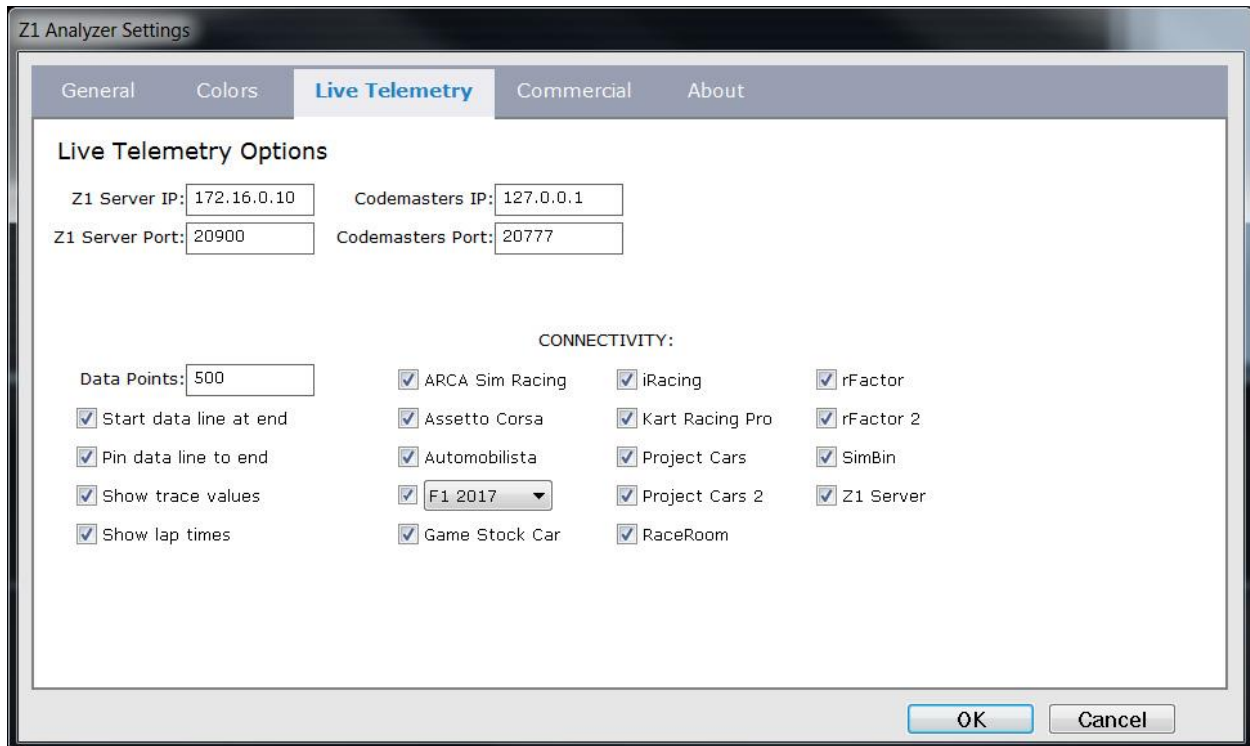 Z1 Analyzer Settings
General Colors Live Telemetry Commercial About
Live Telemetry Options
Z1 Server IP: 172.16.0.10 Codemasters IP: 127.0.0.1
Z1 Server Port: 20900 Codemasters Port: 20777
CONNECTIVITY:
Data Points: 500 ARCA Sim Racing iRacing rFactor
Start data line at end Assetto Corsa Kart Racing Pro rFactor 2
Pin data line to end Automobilista Project Cars SimBin
Show trace values F1 2017 Project Cars 2 Z1 Server
Show lap times Game Stock Car RaceRoom
OK Cancel